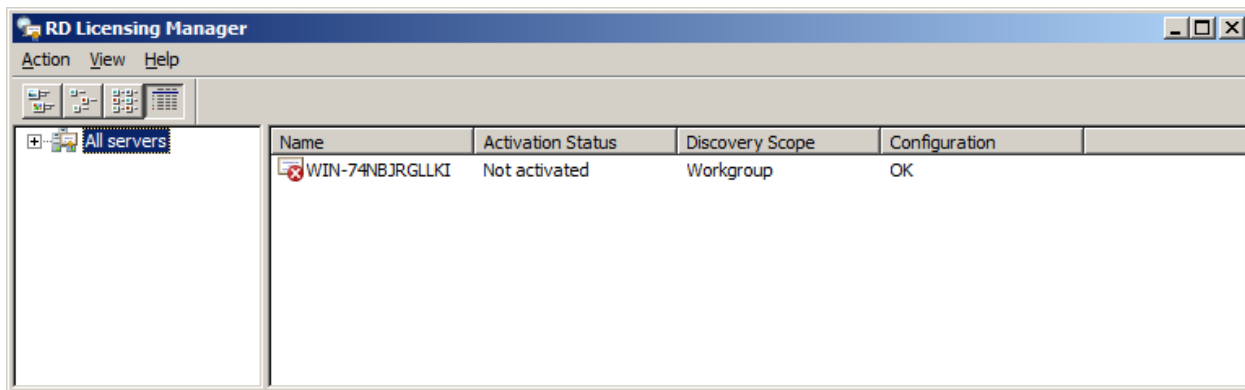 RD Licensing Manager
Action View Help
All servers
Name Activation Status Discovery Scope Configuration
WIN-74NBJRGLLKI Not activated Workgroup OK